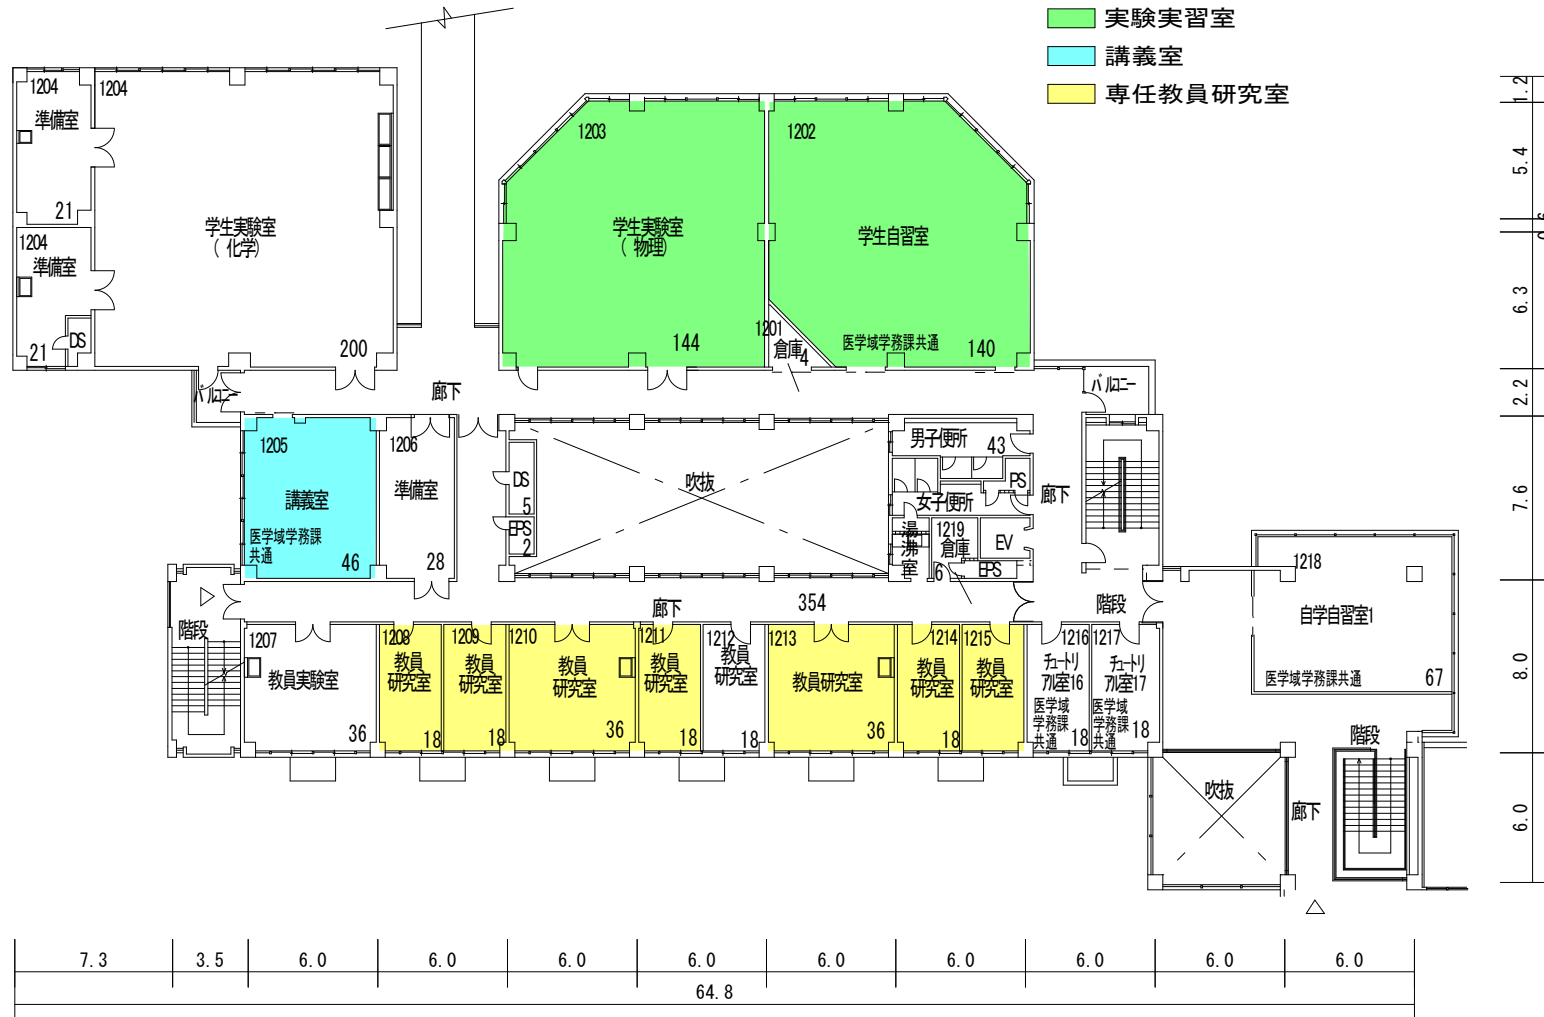 実験実習室
講義室
専任教員研究室
1204
準備室
21
1204
学生実験室
(化学)
200
1204
準備室
DS
21
1203
学生実験室
(物理)
144
1202
学生自習室
医学域学務課共通
140
1201
倉庫
4
バルコニー
廊下
バルコニー
1205
講義室
医学域学務課
共通
46
1206
準備室
28
DS
5
EPS
2
吹抜
男子便所
43
PS
女子便所
湯
沸
室
1219
倉庫
6
EV
EPS
廊下
階段
廊下
354
階段
1218
自学自習室1
医学域学務課共通
67
1207
教員実験室
36
1208
教員
研究室
18
1209
教員
研究室
18
1210
教員
研究室
36
1211
教員
研究室
18
1212
教員
研究室
18
1213
教員研究室
36
1214
教員
研究室
18
1215
教員
研究室
1216
チュートリ
アル室16
医学域
学務課
共通
18
1217
チュートリ
アル室17
医学域
学務課
共通
18
階段
吹抜
廊下
1.2
5.4
6.3
2.2
7.6
8.0
6.0
7.3
3.5
6.0
6.0
6.0
6.0
6.0
6.0
6.0
6.0
6.0
64.8